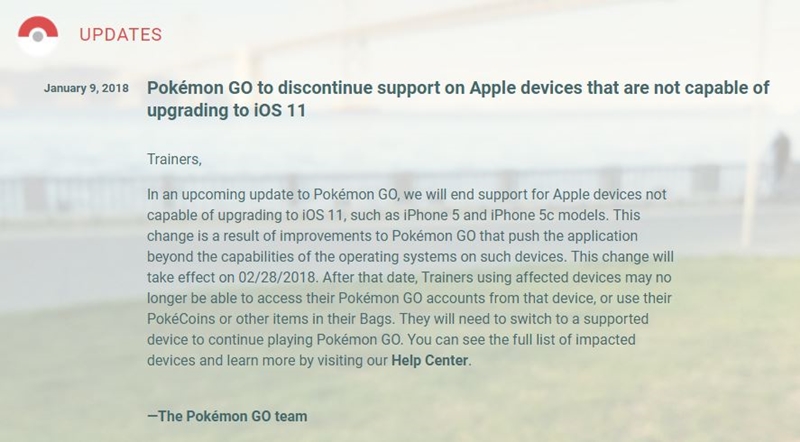 UPDATES
January 9, 2018
Pokémon GO to discontinue support on Apple devices that are not capable of
upgrading to iOS 11
Trainers,
In an upcoming update to Pokémon GO, we will end support for Apple devices not
capable of upgrading to iOS 11, such as iPhone 5 and iPhone 5c models. This
change is a result of improvements to Pokémon GO that push the application
beyond the capabilities of the operating systems on such devices. This change will
take effect on 02/28/2018. After that date, Trainers using affected devices may no
longer be able to access their Pokémon GO accounts from that device, or use their
PokéCoins or other items in their Bags. They will need to switch to a supported
device to continue playing Pokémon GO. You can see the full list of impacted
devices and learn more by visiting our Help Center.
—The Pokémon GO team